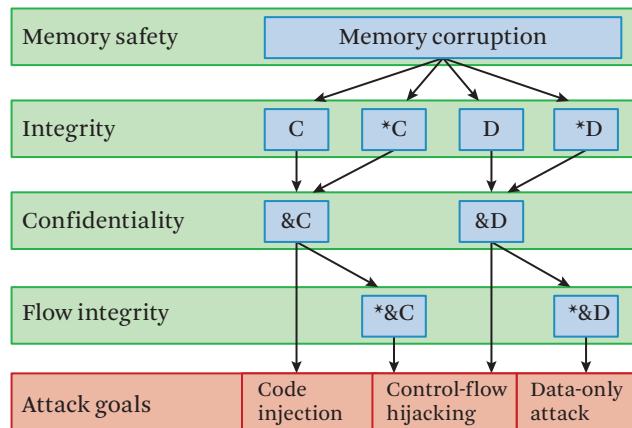 Memory safety
Memory corruption
Integrity
C
*C
D
*D
Confidentiality
&C
&D
Flow integrity
*&C
*&D
Attack goals
Code
injection
Control-flow
hijacking
Data-only
attack